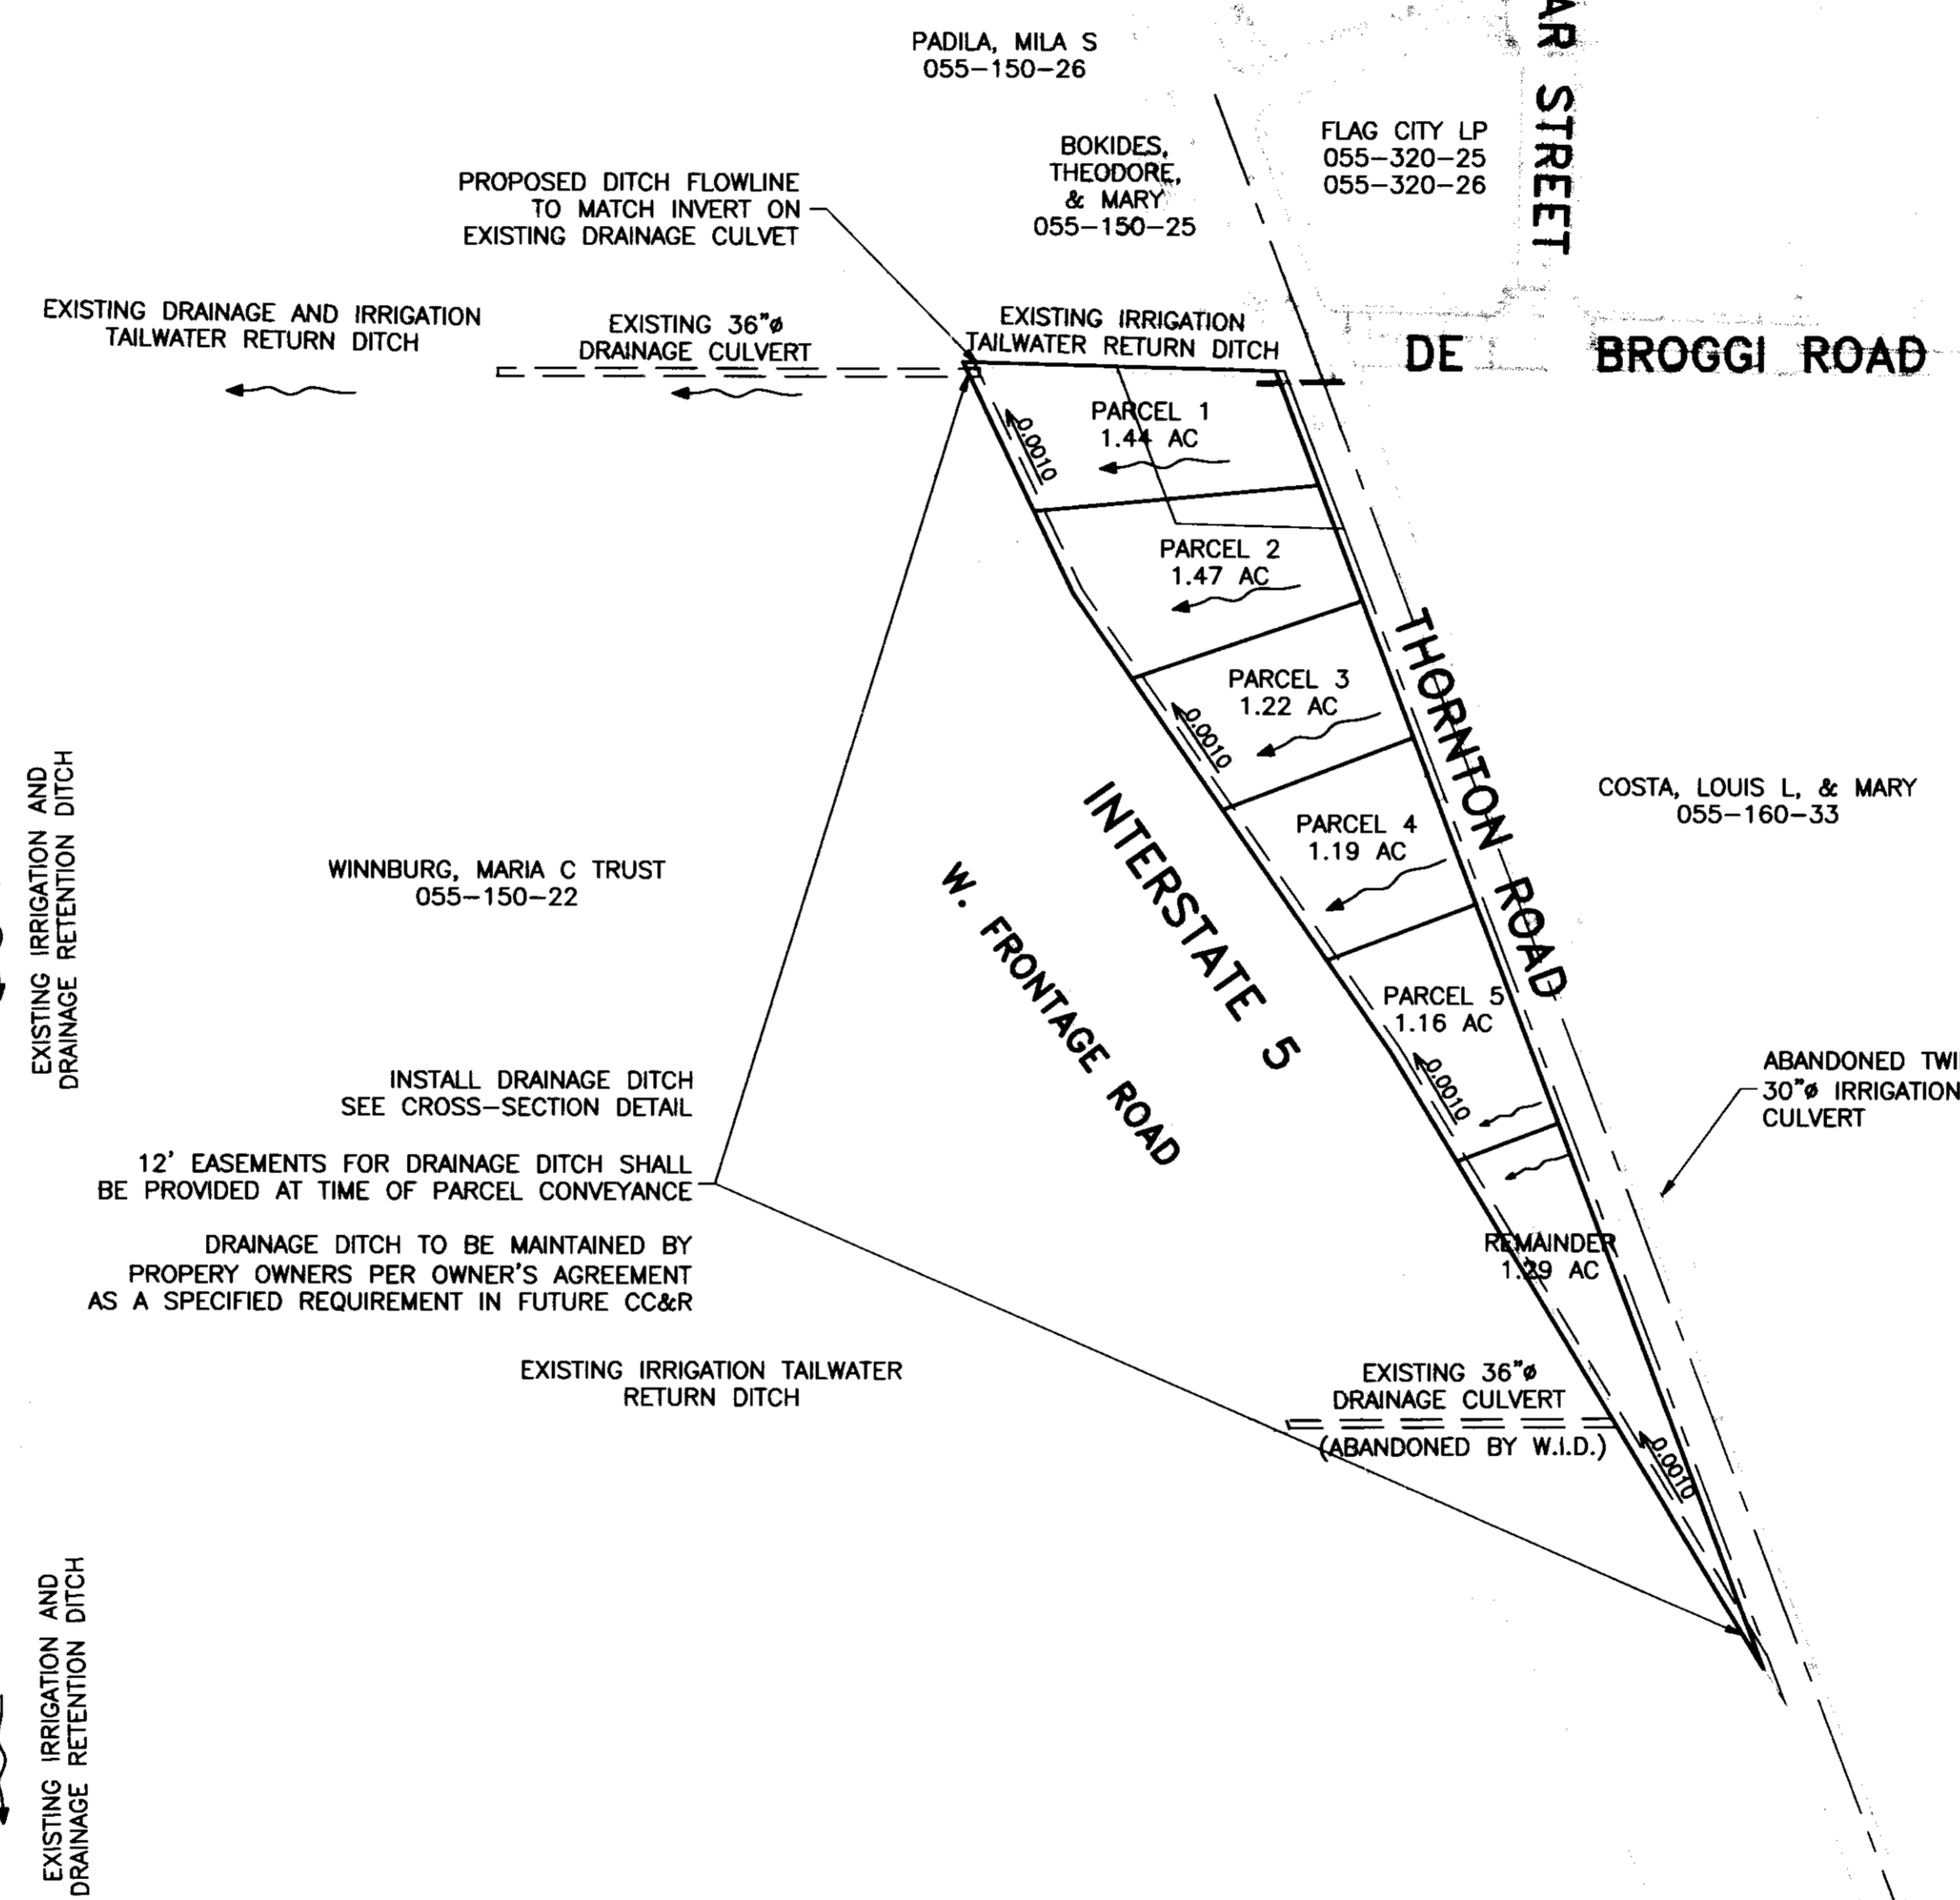 PADILA, MILA S
055-150-26
BOKIDES,
THEODORE,
& MARY
055-150-25
FLAG CITY LP
055-320-25
055-320-26
STREET
PROPOSED DITCH FLOWLINE
TO MATCH INVERT ON
EXISTING DRAINAGE CULVET
EXISTING DRAINAGE AND IRRIGATION
TAILWATER RETURN DITCH
EXISTING 36"ø
DRAINAGE CULVERT
EXISTING IRRIGATION
TAILWATER RETURN DITCH
DE BROGGI ROAD
PARCEL 1
1.44 AC
0.0010
PARCEL 2
1.47 AC
PARCEL 3
1.22 AC
0.0010
THORNTON ROAD
PARCEL 4
1.19 AC
COSTA, LOUIS L, & MARY
055-160-33
INTERSTATE 5
W. FRONTAGE ROAD
WINNBURG, MARIA C TRUST
055-150-22
EXISTING IRRIGATION AND
DRAINAGE RETENTION DITCH
PARCEL 5
1.16 AC
0.0010
ABANDONED
30"ø IRRIGATION
CULVERT
INSTALL DRAINAGE DITCH
SEE CROSS-SECTION DETAIL
12' EASEMENTS FOR DRAINAGE DITCH SHALL
BE PROVIDED AT TIME OF PARCEL CONVEYANCE
DRAINAGE DITCH TO BE MAINTAINED BY
PROPERY OWNERS PER OWNER'S AGREEMENT
AS A SPECIFIED REQUIREMENT IN FUTURE CC&R
REMAINDER
1.29 AC
EXISTING IRRIGATION TAILWATER
RETURN DITCH
EXISTING 36"ø
DRAINAGE CULVERT
(ABANDONED BY W.I.D.)
0.0010
EXISTING IRRIGATION AND
DRAINAGE RETENTION DITCH